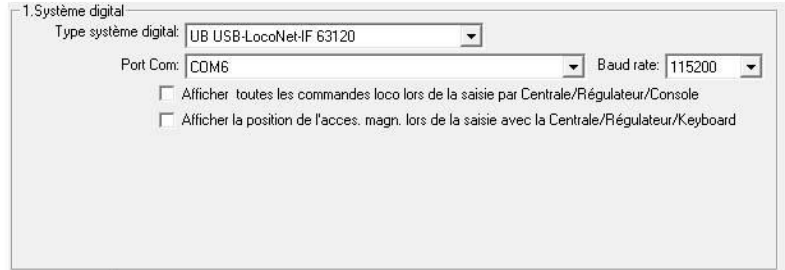 1.Système digital
Type système digital: UB USB-LocoNet-IF 63120
Port Com: COM6 Baud rate: 115200
Afficher toutes les commandes loco lors de la saisie par Centrale/Régulateur/Console
Afficher la position de l'acces. magn. lors de la saisie avec la Centrale/Régulateur/Keyboard